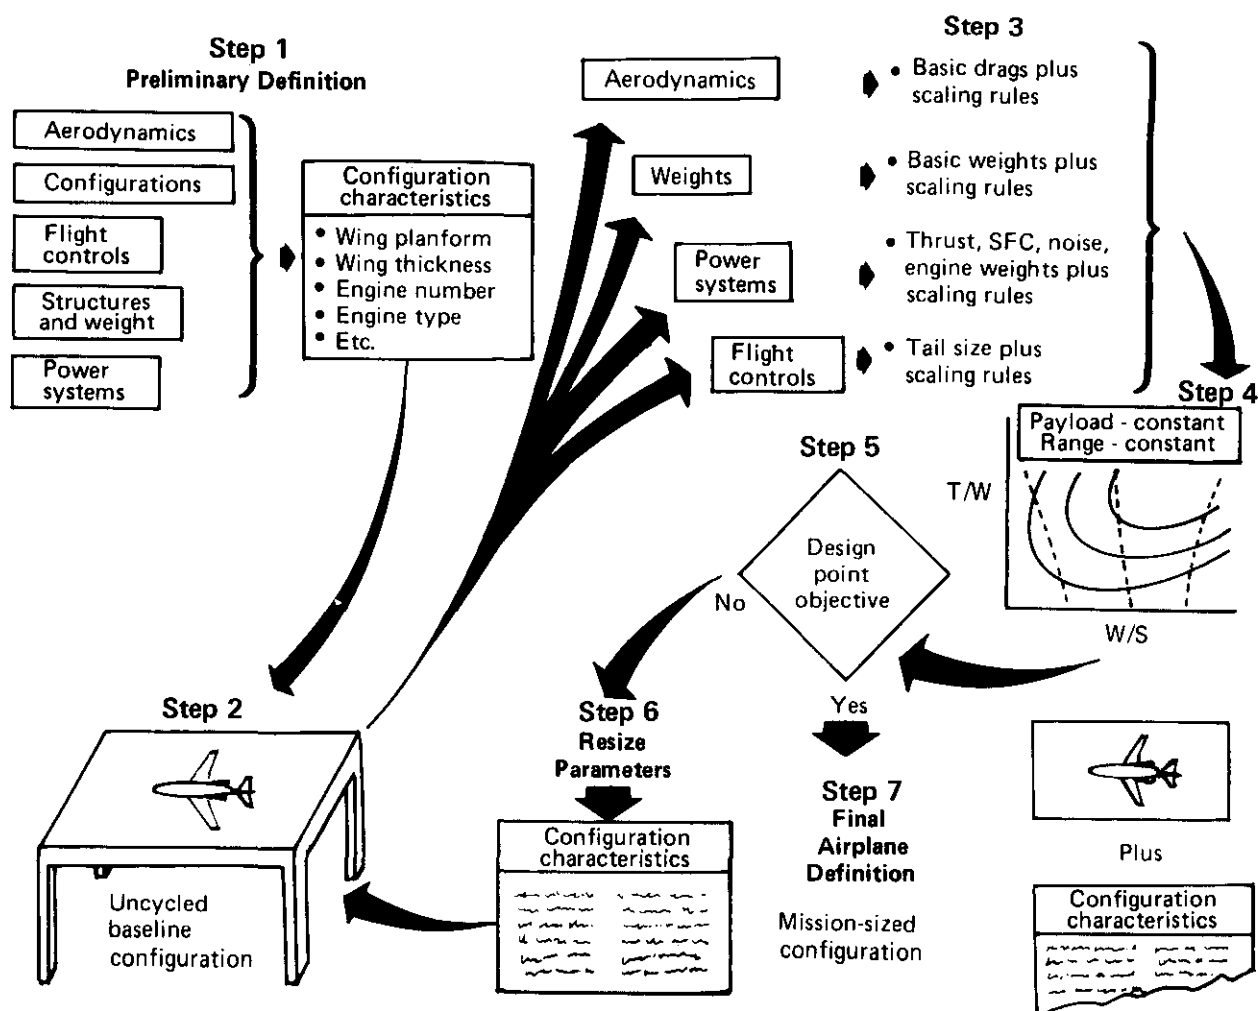 Step 1
Preliminary Definition
Aerodynamics
Configurations
Flight
controls
Structures
and weight
Power
systems
Configuration
characteristics
• Wing planform
• Wing thickness
• Engine number
• Engine type
• Etc.
Step 2
Uncycled
baseline
configuration
Step 3
Aerodynamics
• Basic drags plus
scaling rules
Weights
• Basic weights plus
scaling rules
Power
systems
• Thrust, SFC, noise,
engine weights plus
scaling rules
Flight
controls
• Tail size plus
scaling rules
Step 4
Payload - constant
Range - constant
T/W
W/S
Step 5
Design
point
objective
No
Yes
Step 6
Resize
Parameters
Configuration
characteristics
Step 7
Final
Airplane
Definition
Mission-sized
configuration
Plus
Configuration
characteristics